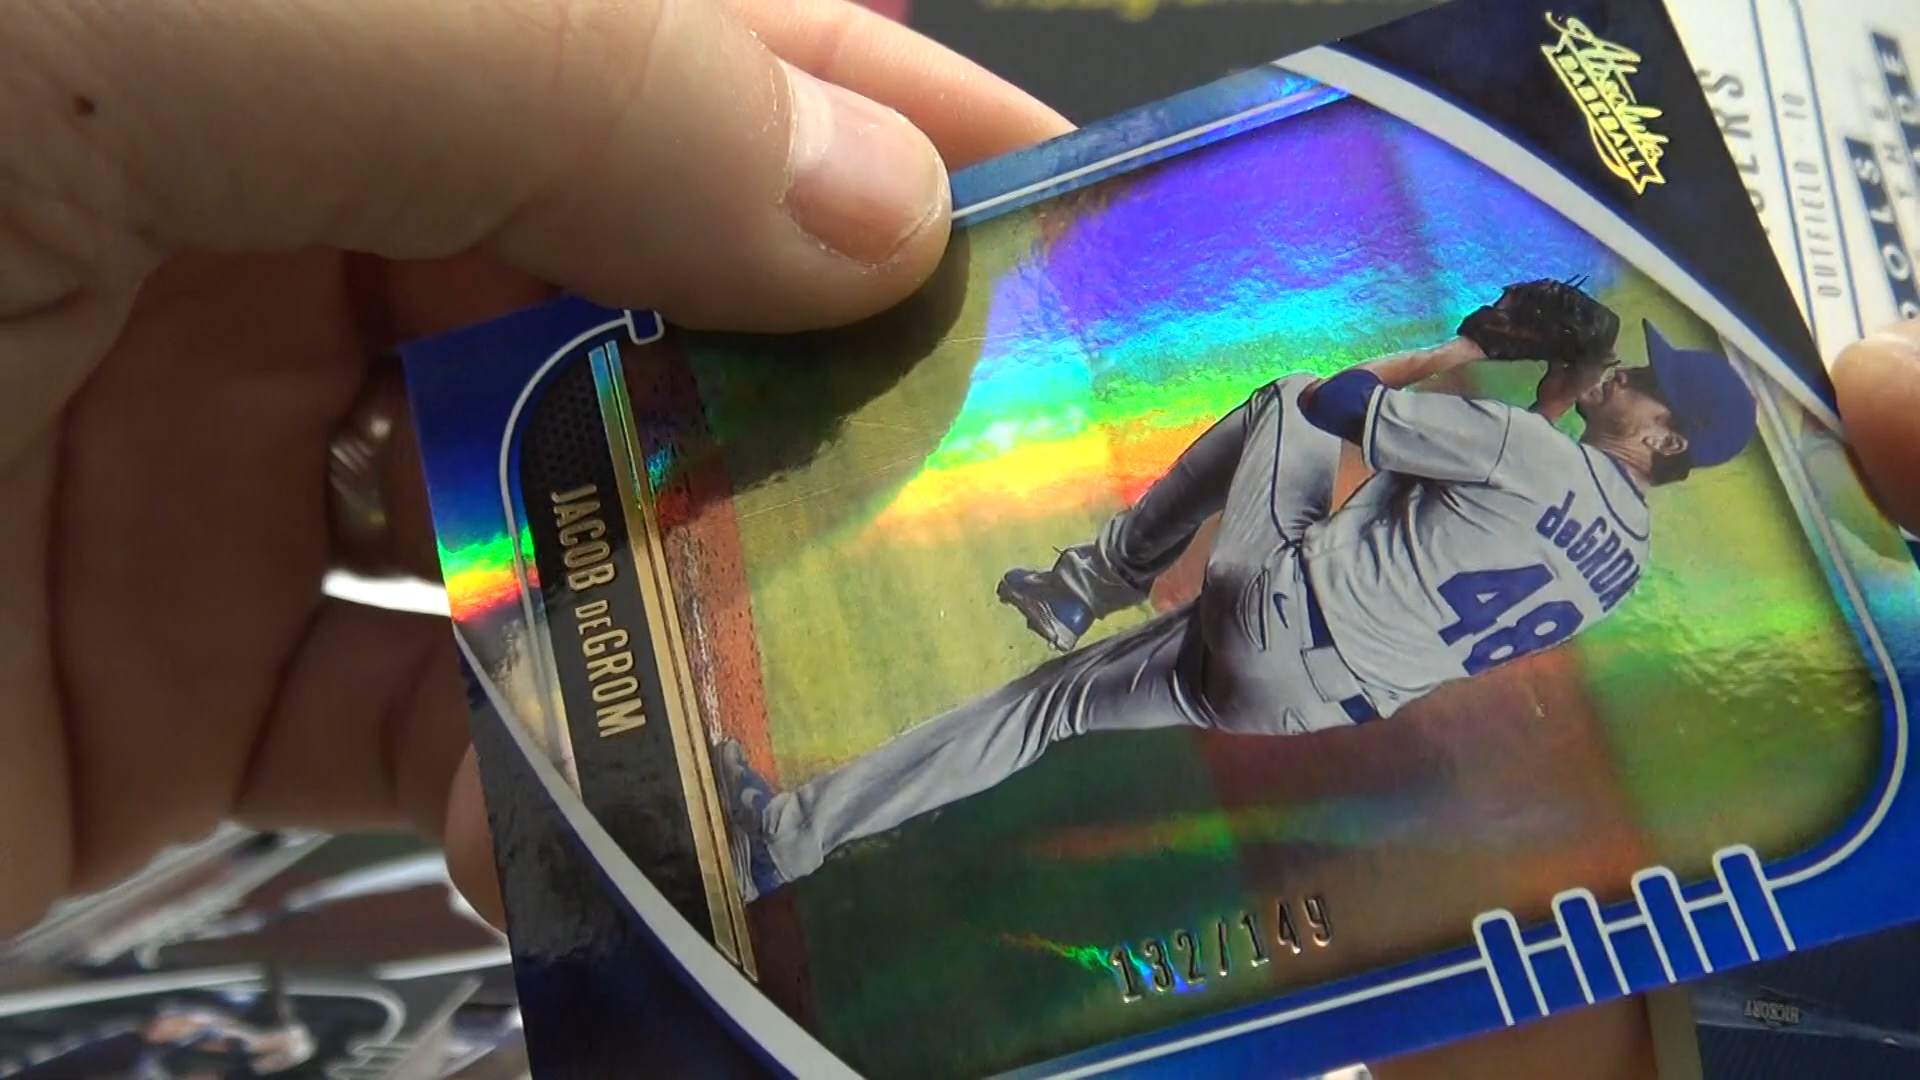 Absolute
BASEBALL
JACOB DEGROM
deGROM
48
132/149
OUTFIELD - 10
HICKORY